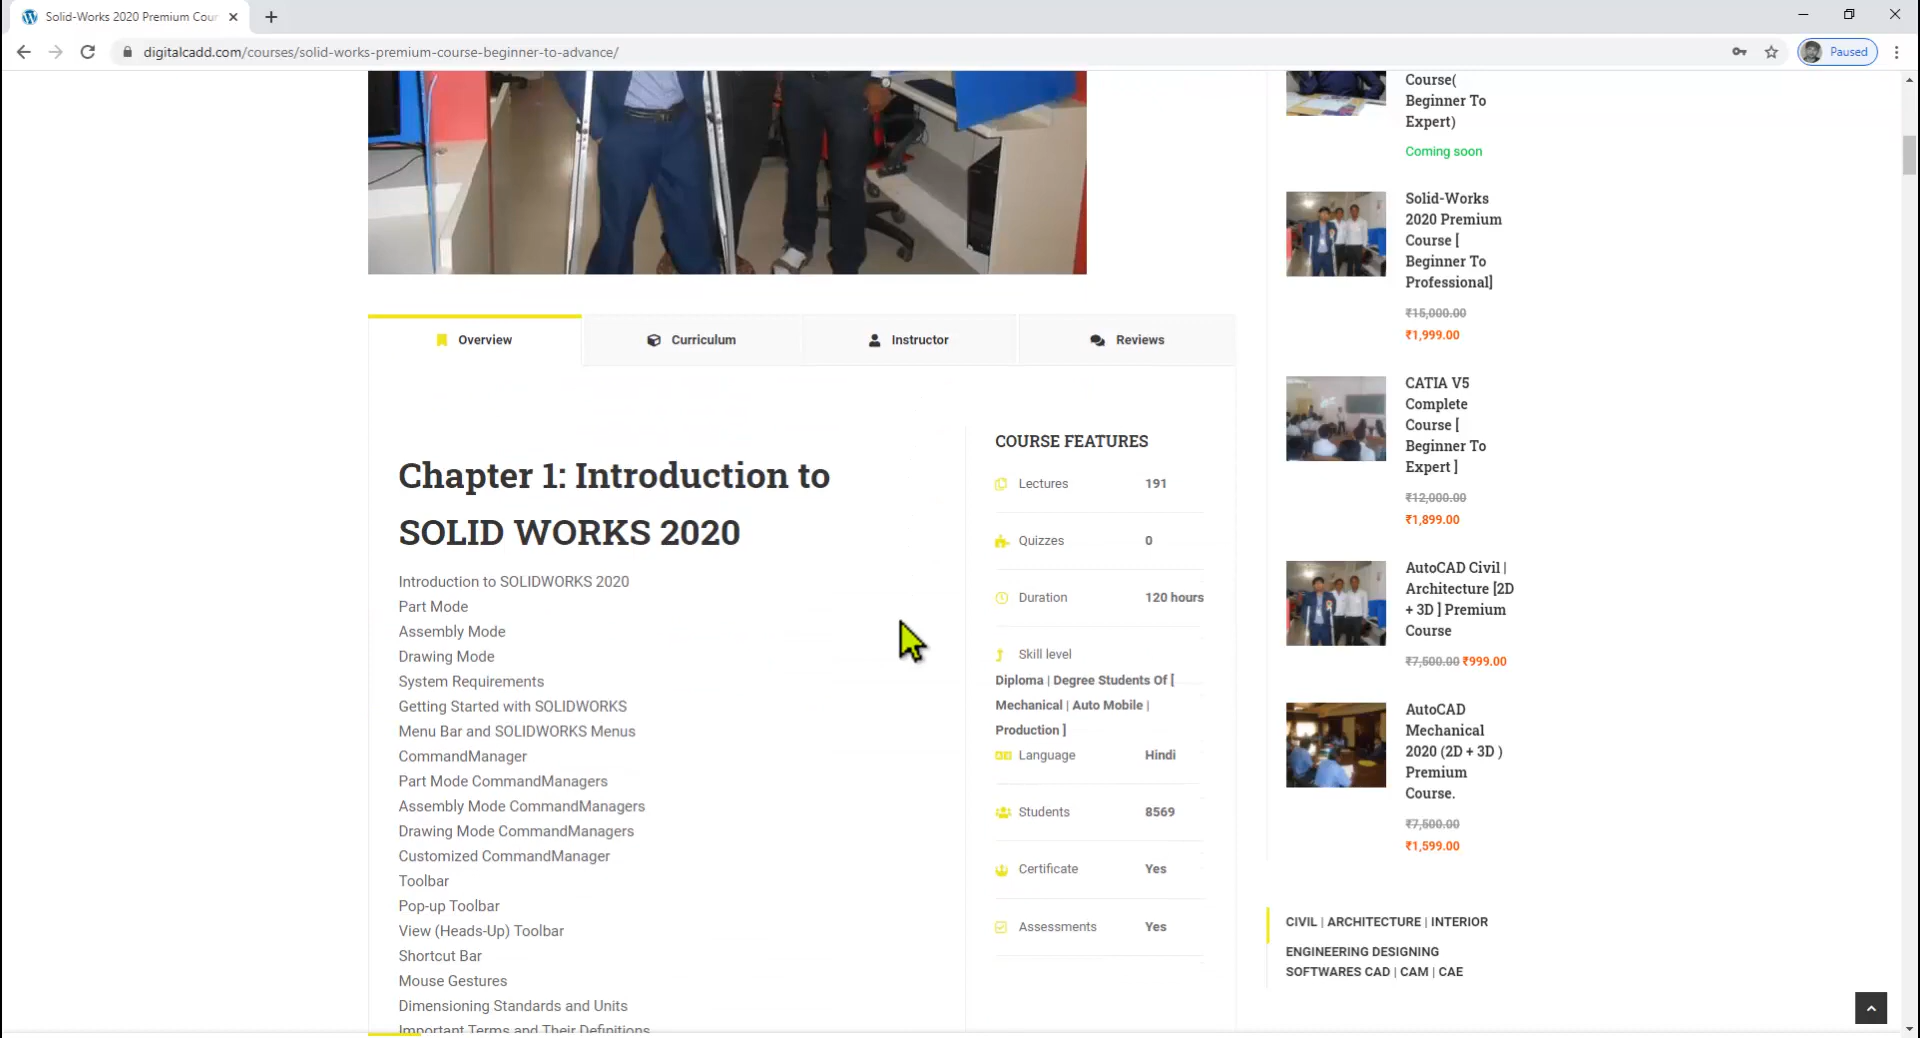 Solid-Works 2020 Premium Cour
digitalcadd.com/courses/solid-works-premium-course-beginner-to-advance/
Paused
Overview
Curriculum
Instructor
Reviews
Chapter 1: Introduction to
SOLID WORKS 2020
Introduction to SOLIDWORKS 2020
Part Mode
Assembly Mode
Drawing Mode
System Requirements
Getting Started with SOLIDWORKS
Menu Bar and SOLIDWORKS Menus
CommandManager
Part Mode CommandManagers
Assembly Mode CommandManagers
Drawing Mode CommandManagers
Customized CommandManager
Toolbar
Pop-up Toolbar
View (Heads-Up) Toolbar
Shortcut Bar
Mouse Gestures
Dimensioning Standards and Units
Important Terms and Their Definitions
COURSE FEATURES
Lectures 191
Quizzes 0
Duration 120 hours
Skill level
Diploma | Degree Students Of [
Mechanical | Auto Mobile |
Production ]
Language Hindi
Students 8569
Certificate Yes
Assessments Yes
Course(
Beginner To
Expert)
Coming soon
Solid-Works
2020 Premium
Course [
Beginner To
Professional]
₹15,000.00
₹1,999.00
CATIA V5
Complete
Course [
Beginner To
Expert ]
₹12,000.00
₹1,899.00
AutoCAD Civil |
Architecture [2D
+ 3D ] Premium
Course
₹7,500.00 ₹999.00
AutoCAD
Mechanical
2020 (2D + 3D )
Premium
Course.
₹7,500.00
₹1,599.00
CIVIL | ARCHITECTURE | INTERIOR
ENGINEERING DESIGNING
SOFTWARES CAD | CAM | CAE